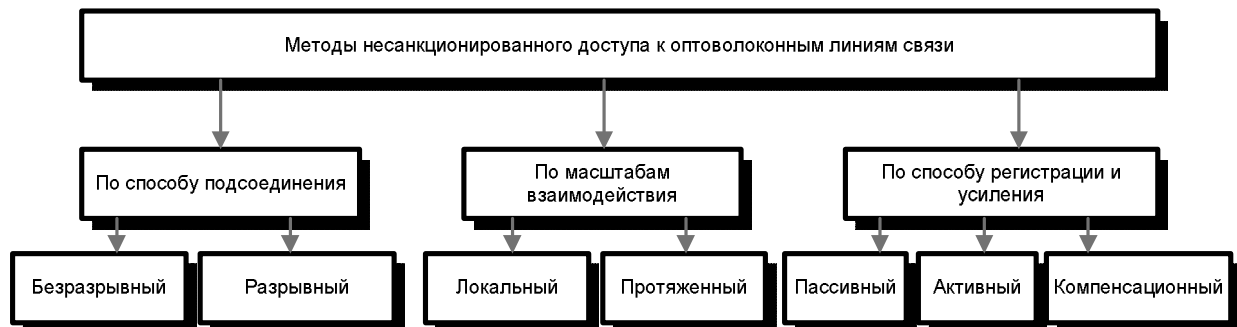 Методы несанкционированного доступа к оптоволоконным линиям связи
По способу подсоединения
По масштабам
взаимодействия
По способу регистрации и
усиления
Безразрывный
Разрывный
Локальный
Протяженный
Пассивный
Активный
Компенсационный